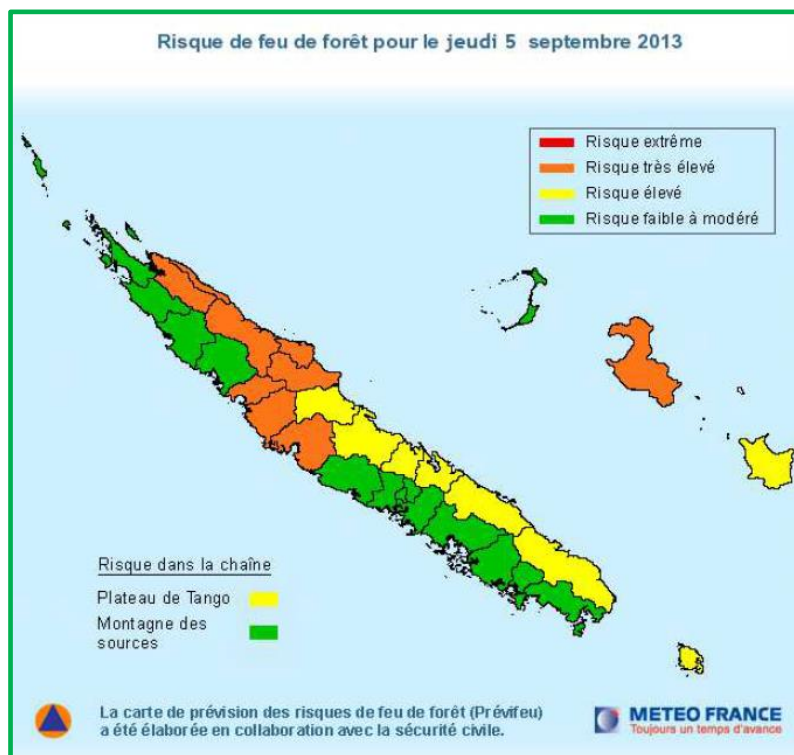 Risque de feu de forêt pour le jeudi 5 septembre 2013
Risque extrême
Risque très élevé
Risque élevé
Risque faible à modéré
Risque dans la chaîne
Plateau de Tango
Montagne des
sources
La carte de prévision des risques de feu de forêt (Prévifeu)
a été élaborée en collaboration avec la sécurité civile.
METEO FRANCE
Toujours un temps d'avance